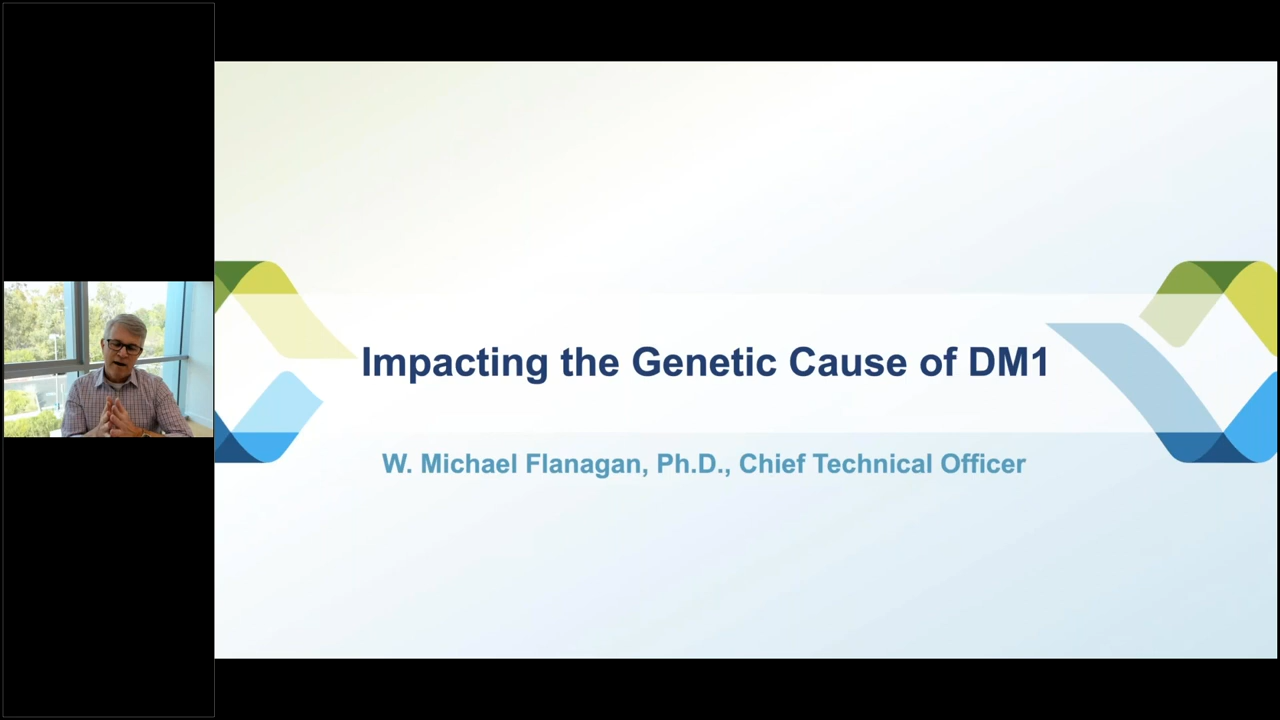 Impacting the Genetic Cause of DM1
W. Michael Flanagan, Ph.D., Chief Technical Officer